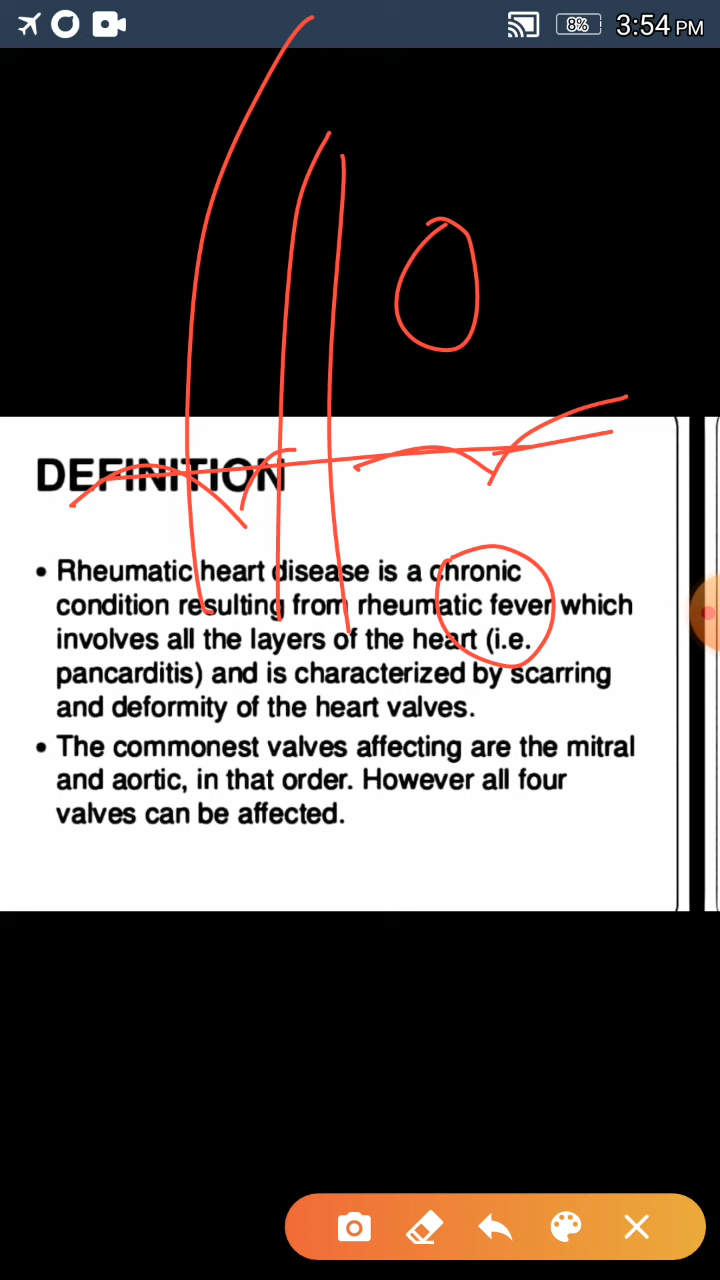 8% 3:54 PM
DEFINITION
• Rheumatic heart disease is a chronic
condition resulting from rheumatic fever which
involves all the layers of the heart (i.e.
pancarditis) and is characterized by scarring
and deformity of the heart valves.
• The commonest valves affecting are the mitral
and aortic, in that order. However all four
valves can be affected.